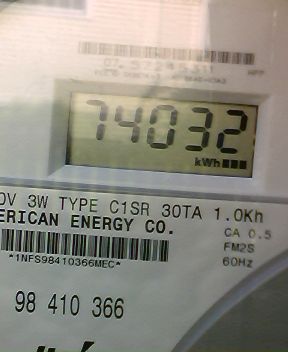 74032
kWh
0V 3W TYPE C1SR 30TA 1.0Kh
ERICAN ENERGY CO.
CA 0.5
FM2S
60Hz
*1NFS98410366MEC*
98 410 366